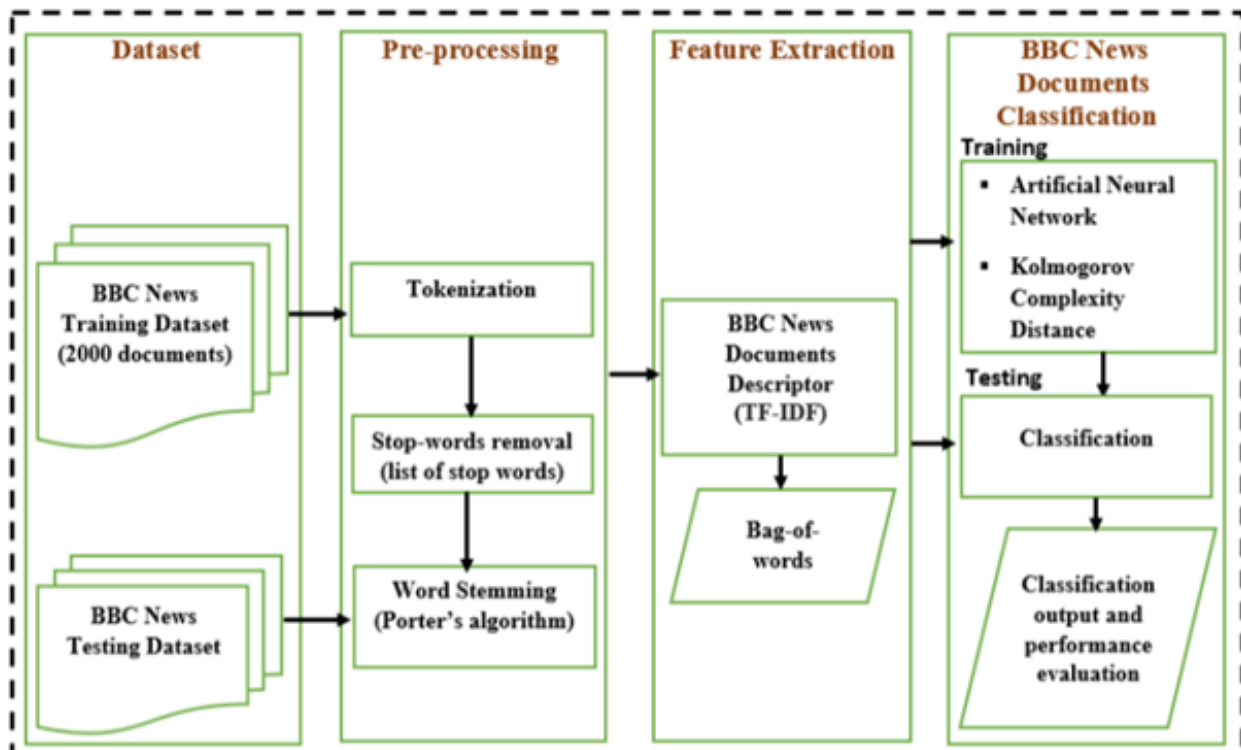 Dataset
BBC News
Training Dataset
(2000 documents)
BBC News
Testing Dataset
Pre-processing
Tokenization
Stop-words removal
(list of stop words)
Word Stemming
(Porter's algorithm)
Feature Extraction
BBC News
Documents
Descriptor
(TF-IDF)
Bag-of-
words
BBC News
Documents
Classification
Training
▪ Artificial Neural
Network
▪ Kolmogorov
Complexity
Distance
Testing
Classification
Classification
output and
performance
evaluation